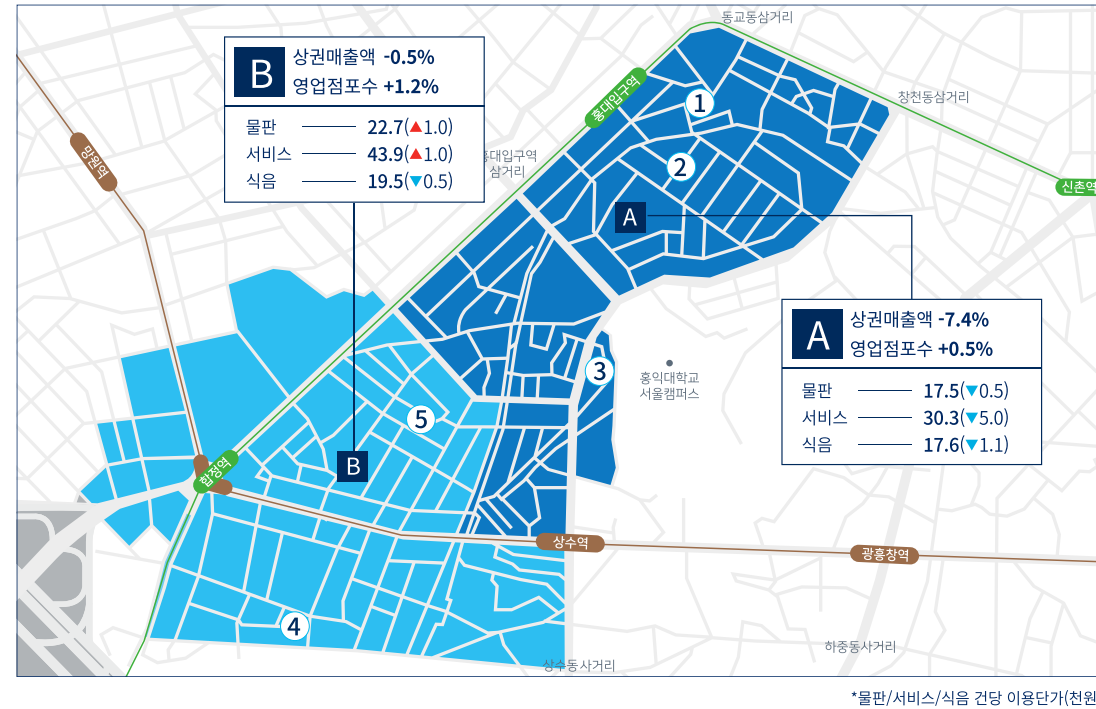 동교동삼거리
B
상권매출액 -0.5%
영업점포수 +1.2%
물판 22.7(▲1.0)
서비스 43.9(▲1.0)
식음 19.5(▼0.5)
홍대입구역
창천동삼거리
1
망원역
홍대입구역
삼거리
2
신촌역
A
A
상권매출액 -7.4%
영업점포수 +0.5%
물판 17.5(▼0.5)
서비스 30.3(▼5.0)
식음 17.6(▼1.1)
3
홍익대학교
서울캠퍼스
5
B
합정역
상수역
광흥창역
4
하중동사거리
상수동사거리
*물판/서비스/식음 건당 이용단가(천원